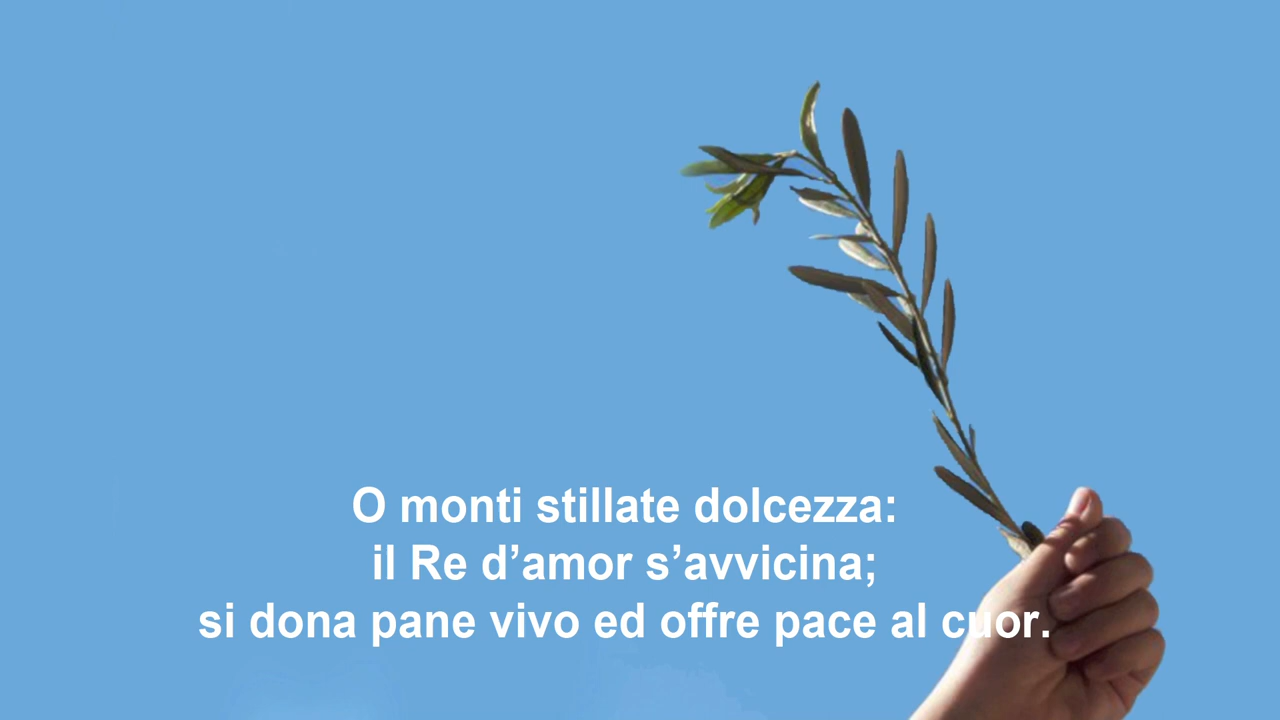 O monti stillate dolcezza:
il Re d’amor s’avvicina;
si dona pane vivo ed offre pace al cuor.